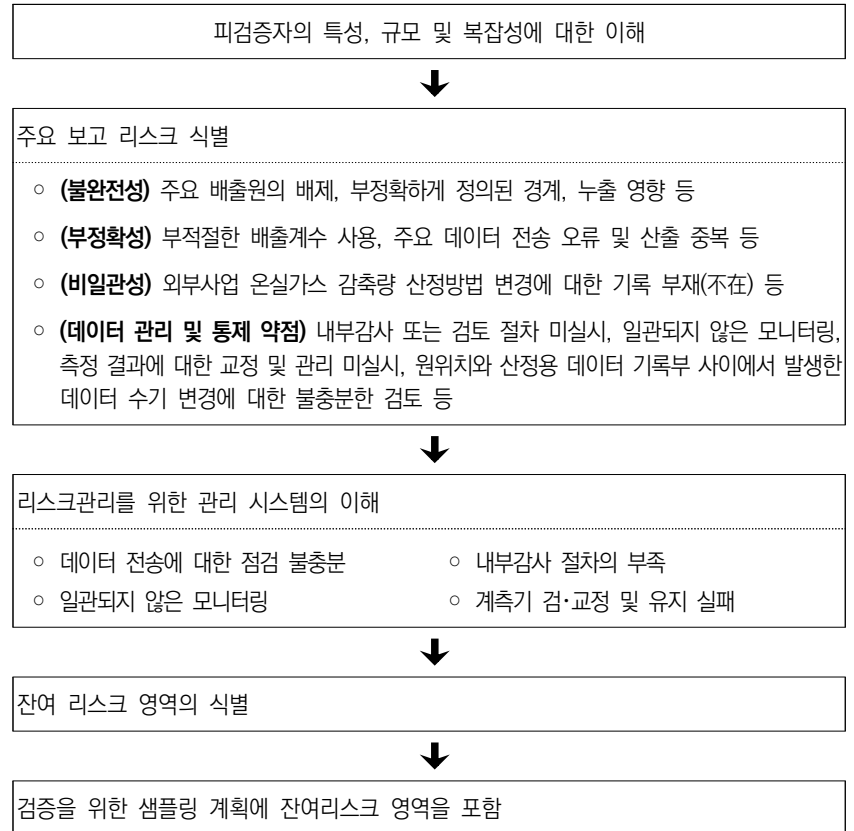 피검증자의 특성, 규모 및 복잡성에 대한 이해
주요 보고 리스크 식별
○ (불완전성) 주요 배출원의 배제, 부정확하게 정의된 경계, 누출 영향 등
○ (부정확성) 부적절한 배출계수 사용, 주요 데이터 전송 오류 및 산출 중복 등
○ (비일관성) 외부사업 온실가스 감축량 산정방법 변경에 대한 기록 부재(不在) 등
○ (데이터 관리 및 통제 약점) 내부감사 또는 검토 절차 미실시, 일관되지 않은 모니터링,
측정 결과에 대한 교정 및 관리 미실시, 원위치와 산정용 데이터 기록부 사이에서 발생한
데이터 수기 변경에 대한 불충분한 검토 등
리스크관리를 위한 관리 시스템의 이해
○ 데이터 전송에 대한 점검 불충분 ○ 내부감사 절차의 부족
○ 일관되지 않은 모니터링 ○ 계측기 검·교정 및 유지 실패
잔여 리스크 영역의 식별
검증을 위한 샘플링 계획에 잔여리스크 영역을 포함